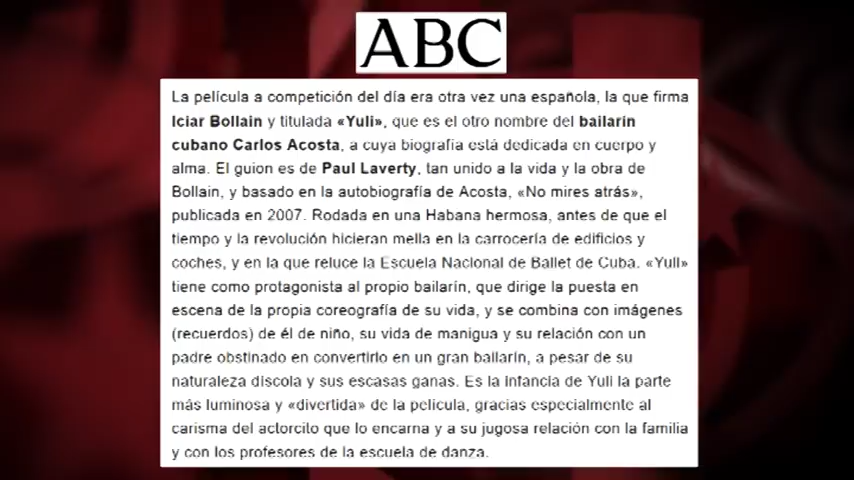 ABC
La película a competición del día era otra vez una española, la que firma
Iciar Bollain y titulada «Yuli», que es el otro nombre del bailarín
cubano Carlos Acosta, a cuya biografía está dedicada en cuerpo y
alma. El guion es de Paul Laverty, tan unido a la vida y la obra de
Bollain, y basado en la autobiografía de Acosta, «No mires atrás»,
publicada en 2007. Rodada en una Habana hermosa, antes de que el
tiempo y la revolución hicieran mella en la carrocería de edificios y
coches, y en la que reluce la Escuela Nacional de Ballet de Cuba. «Yuli»
tiene como protagonista al propio bailarín, que dirige la puesta en
escena de la propia coreografía de su vida, y se combina con imágenes
(recuerdos) de él de niño, su vida de manigua y su relación con un
padre obstinado en convertirlo en un gran bailarín, a pesar de su
naturaleza díscola y sus escasas ganas. Es la infancia de Yuli la parte
más luminosa y «divertida» de la película, gracias especialmente al
carisma del actorcito que lo encarna y a su jugosa relación con la familia
y con los profesores de la escuela de danza.